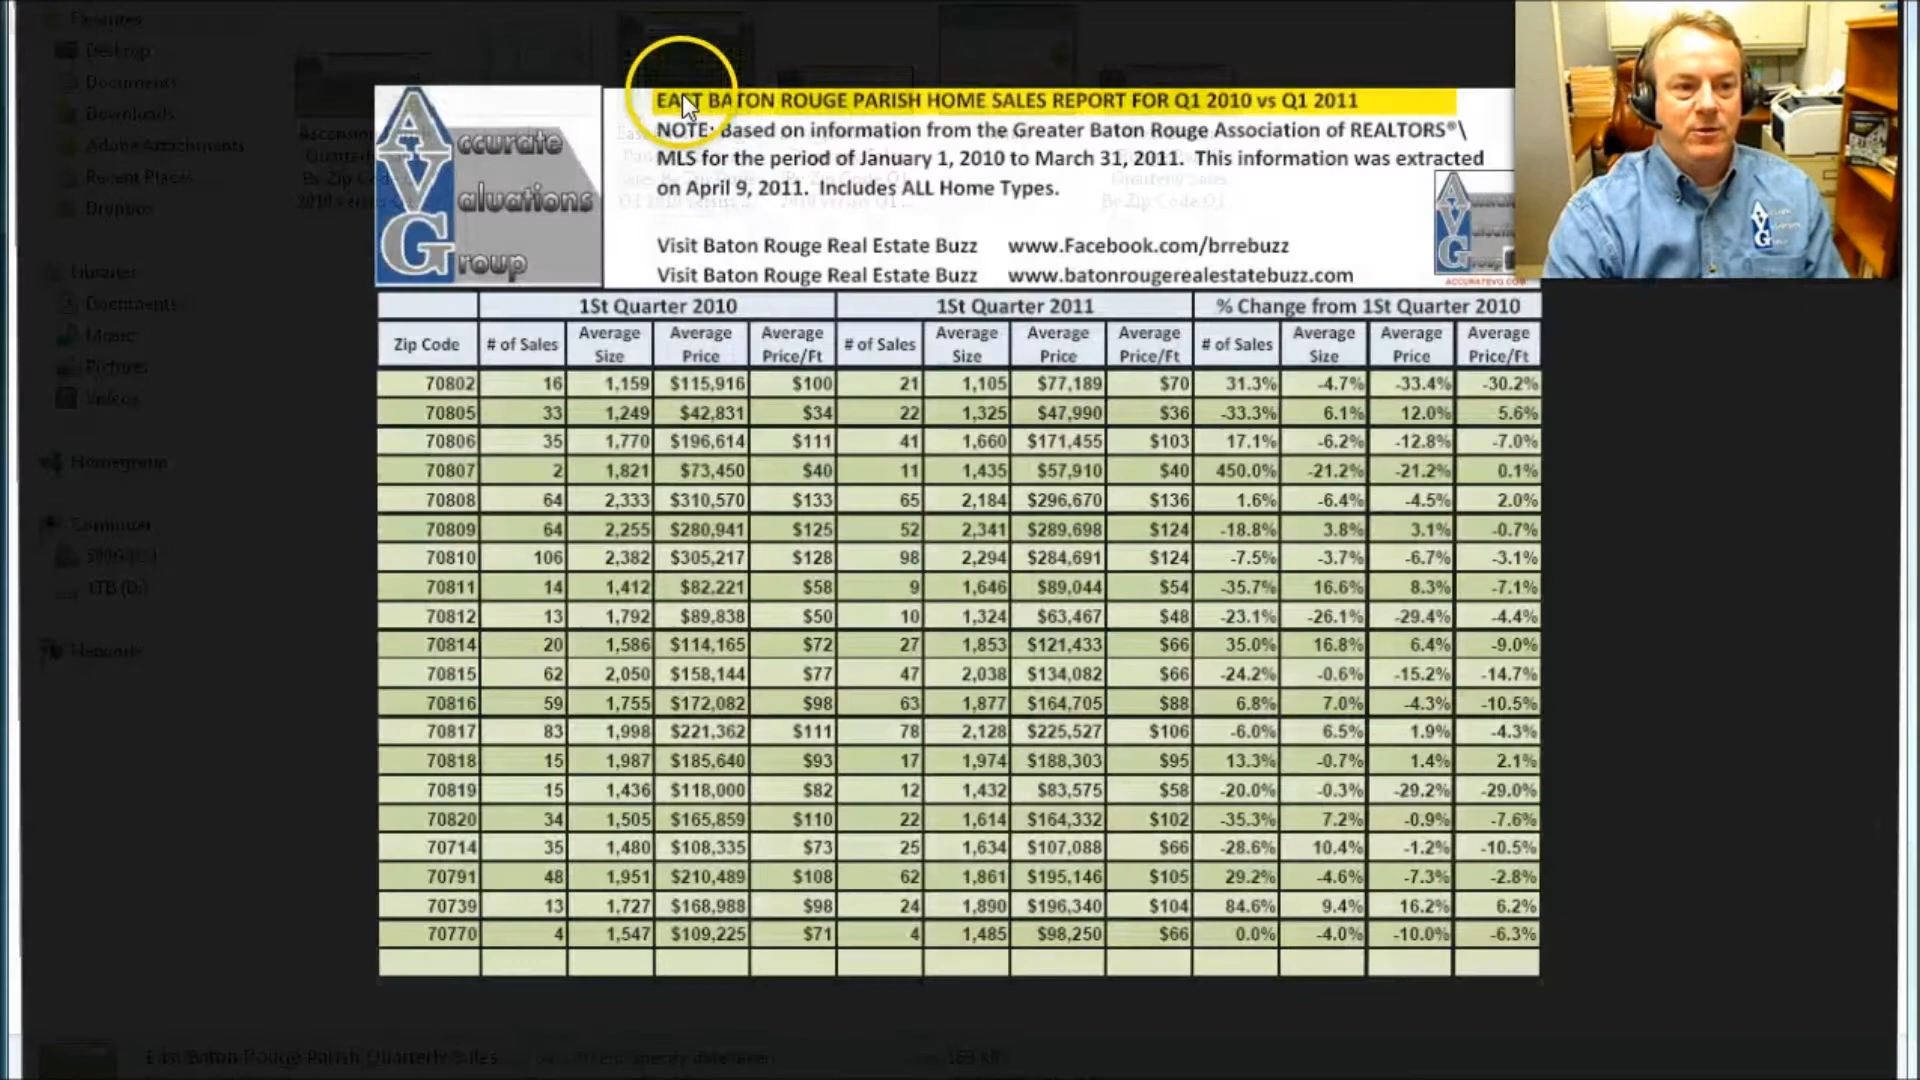 Favorites
Desktop
Documents
Downloads
Adobe Attachments
Recent Places
Dropbox
Libraries
Documents
Music
Pictures
Videos
Homegroup
Computer
1TB (D:)
Network
Accurate
Valuations
Group
EAST BATON ROUGE PARISH HOME SALES REPORT FOR Q1 2010 vs Q1 2011
NOTE: Based on information from the Greater Baton Rouge Association of REALTORS®\
MLS for the period of January 1, 2010 to March 31, 2011. This information was extracted
on April 9, 2011. Includes ALL Home Types.
Visit Baton Rouge Real Estate Buzz www.Facebook.com/brrebuzz
Visit Baton Rouge Real Estate Buzz www.batonrougerealestatebuzz.com
AVG
ACCURATEVG.COM
1St Quarter 2010 1St Quarter 2011 % Change from 1St Quarter 2010
Zip Code # of Sales Average Size Average Price Average Price/Ft # of Sales Average Size Average Price Average Price/Ft # of Sales Average Size Average Price Average Price/Ft
70802 16 1,159 $115,916 $100 21 1,105 $77,189 $70 31.3% -4.7% -33.4% -30.2%
70805 33 1,249 $42,831 $34 22 1,325 $47,990 $36 -33.3% 6.1% 12.0% 5.6%
70806 35 1,770 $196,614 $111 41 1,660 $171,455 $103 17.1% -6.2% -12.8% -7.0%
70807 2 1,821 $73,450 $40 11 1,435 $57,910 $40 450.0% -21.2% -21.2% 0.1%
70808 64 2,333 $310,570 $133 65 2,184 $296,670 $136 1.6% -6.4% -4.5% 2.0%
70809 64 2,255 $280,941 $125 52 2,341 $289,698 $124 -18.8% 3.8% 3.1% -0.7%
70810 106 2,382 $305,217 $128 98 2,294 $284,691 $124 -7.5% -3.7% -6.7% -3.1%
70811 14 1,412 $82,221 $58 9 1,646 $89,044 $54 -35.7% 16.6% 8.3% -7.1%
70812 13 1,792 $89,838 $50 10 1,324 $63,467 $48 -23.1% -26.1% -29.4% -4.4%
70814 20 1,586 $114,165 $72 27 1,853 $121,433 $66 35.0% 16.8% 6.4% -9.0%
70815 62 2,050 $158,144 $77 47 2,038 $134,082 $66 -24.2% -0.6% -15.2% -14.7%
70816 59 1,755 $172,082 $98 63 1,877 $164,705 $88 6.8% 7.0% -4.3% -10.5%
70817 83 1,998 $221,362 $111 78 2,128 $225,527 $106 -6.0% 6.5% 1.9% -4.3%
70818 15 1,987 $185,640 $93 17 1,974 $188,303 $95 13.3% -0.7% 1.4% 2.1%
70819 15 1,436 $118,000 $82 12 1,432 $83,575 $58 -20.0% -0.3% -29.2% -29.0%
70820 34 1,505 $165,859 $110 22 1,614 $164,332 $102 -35.3% 7.2% -0.9% -7.6%
70714 35 1,480 $108,335 $73 25 1,634 $107,088 $66 -28.6% 10.4% -1.2% -10.5%
70791 48 1,951 $210,489 $108 62 1,861 $195,146 $105 29.2% -4.6% -7.3% -2.8%
70739 13 1,727 $168,988 $98 24 1,890 $196,340 $104 84.6% 9.4% 16.2% 6.2%
70770 4 1,547 $109,225 $71 4 1,485 $98,250 $66 0.0% -4.0% -10.0% -6.3%
East Baton Rouge Parish Quarterly Sales